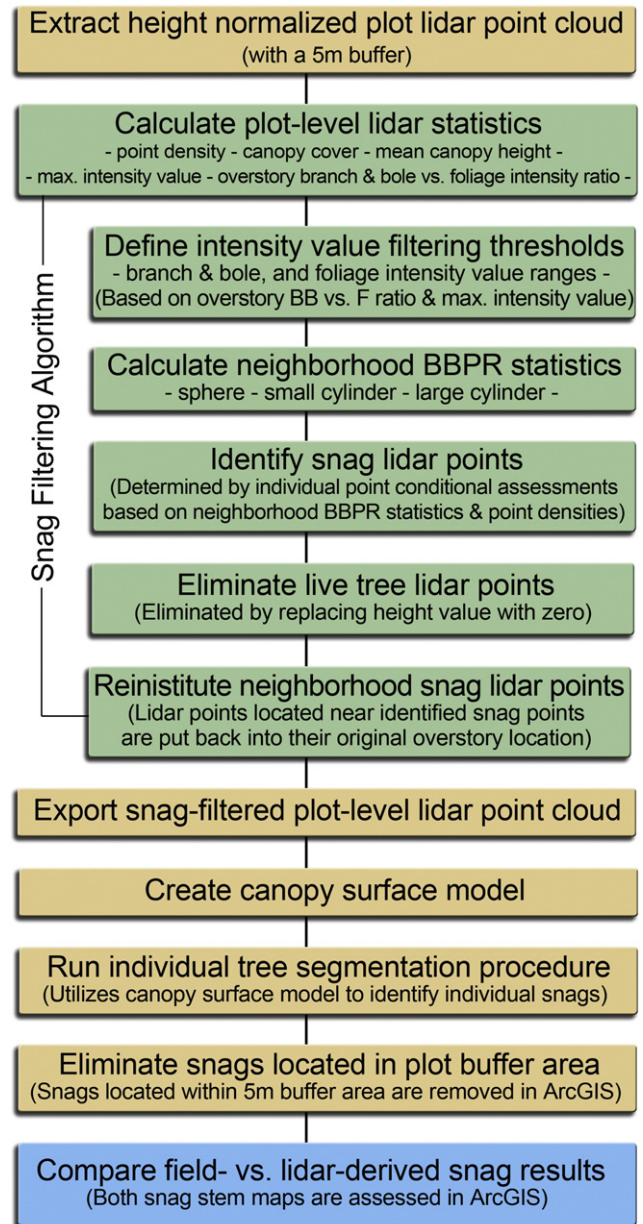 Extract height normalized plot lidar point cloud
(with a 5m buffer)
Calculate plot-level lidar statistics
- point density - canopy cover - mean canopy height -
- max. intensity value - overstory branch & bole vs. foliage intensity ratio -
Snag Filtering Algorithm
Define intensity value filtering thresholds
- branch & bole, and foliage intensity value ranges -
(Based on overstory BB vs. F ratio & max. intensity value)
Calculate neighborhood BBPR statistics
- sphere - small cylinder - large cylinder -
Identify snag lidar points
(Determined by individual point conditional assessments
based on neighborhood BBPR statistics & point densities)
Eliminate live tree lidar points
(Eliminated by replacing height value with zero)
Reinistitute neighborhood snag lidar points
(Lidar points located near identified snag points
are put back into their original overstory location)
Export snag-filtered plot-level lidar point cloud
Create canopy surface model
Run individual tree segmentation procedure
(Utilizes canopy surface model to identify individual snags)
Eliminate snags located in plot buffer area
(Snags located within 5m buffer area are removed in ArcGIS)
Compare field- vs. lidar-derived snag results
(Both snag stem maps are assessed in ArcGIS)